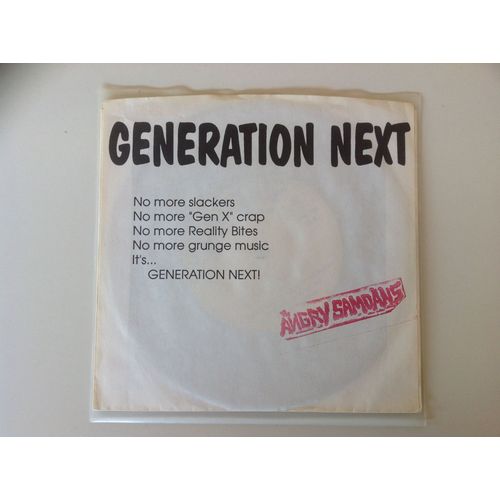 GENERATION NEXT
No more slackers
No more "Gen X" crap
No more Reality Bites
No more grunge music
It's...
GENERATION NEXT!
ANGRY SAMOANS